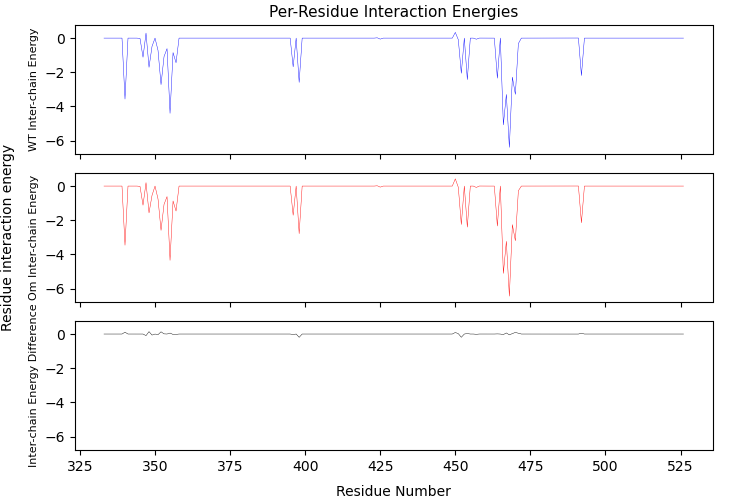 Per-Residue Interaction Energies
Residue interaction energy
WT Inter-chain Energy
0
−2
−4
−6
Om Inter-chain Energy
0
−2
−4
−6
Inter-chain Energy Difference
0
−2
−4
−6
325 350 375 400 425 450 475 500 525
Residue Number